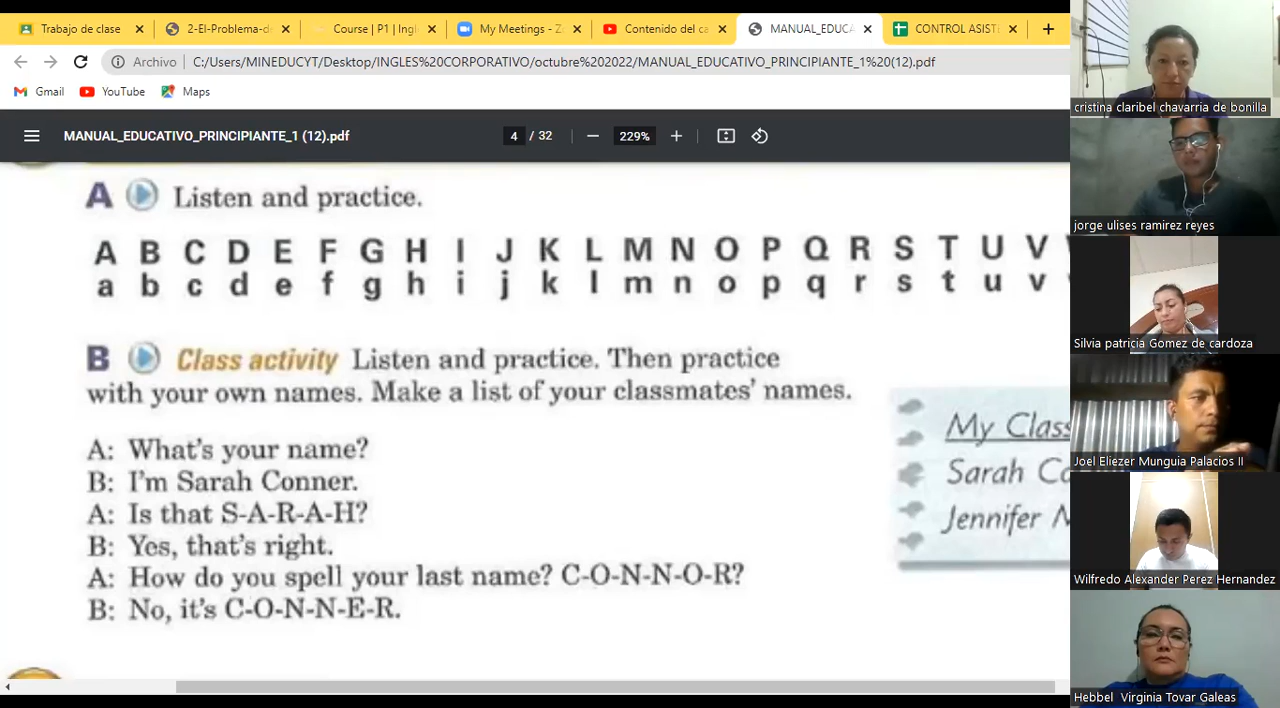 Trabajo de clase
2-El-Problema-d
Course | P1 | Ingl
My Meetings - Z
Contenido del ca
MANUAL_EDUCA
CONTROL ASIST
Archivo | C:/Users/MINEDUCYT/Desktop/INGLES%20CORPORATIVO/octubre%202022/MANUAL_EDUCATIVO_PRINCIPIANTE_1%20(12).pdf
Gmail YouTube Maps
MANUAL_EDUCATIVO_PRINCIPIANTE_1 (12).pdf 4 / 32 229%
A Listen and practice.
A B C D E F G H I J K L M N O P Q R S T U V
a b c d e f g h i j k l m n o p q r s t u v
B Class activity Listen and practice. Then practice
with your own names. Make a list of your classmates' names.
A: What's your name?
B: I'm Sarah Conner.
A: Is that S-A-R-A-H?
B: Yes, that's right.
A: How do you spell your last name? C-O-N-N-O-R?
B: No, it's C-O-N-N-E-R.
My Class
Sarah Co
Jennifer M
cristina claribel chavarria de bonilla
jorge ulises ramirez reyes
Silvia patricia Gomez de cardoza
Joel Eliezer Munguia Palacios II
Wilfredo Alexander Perez Hernandez
Hebbel Virginia Tovar Galeas